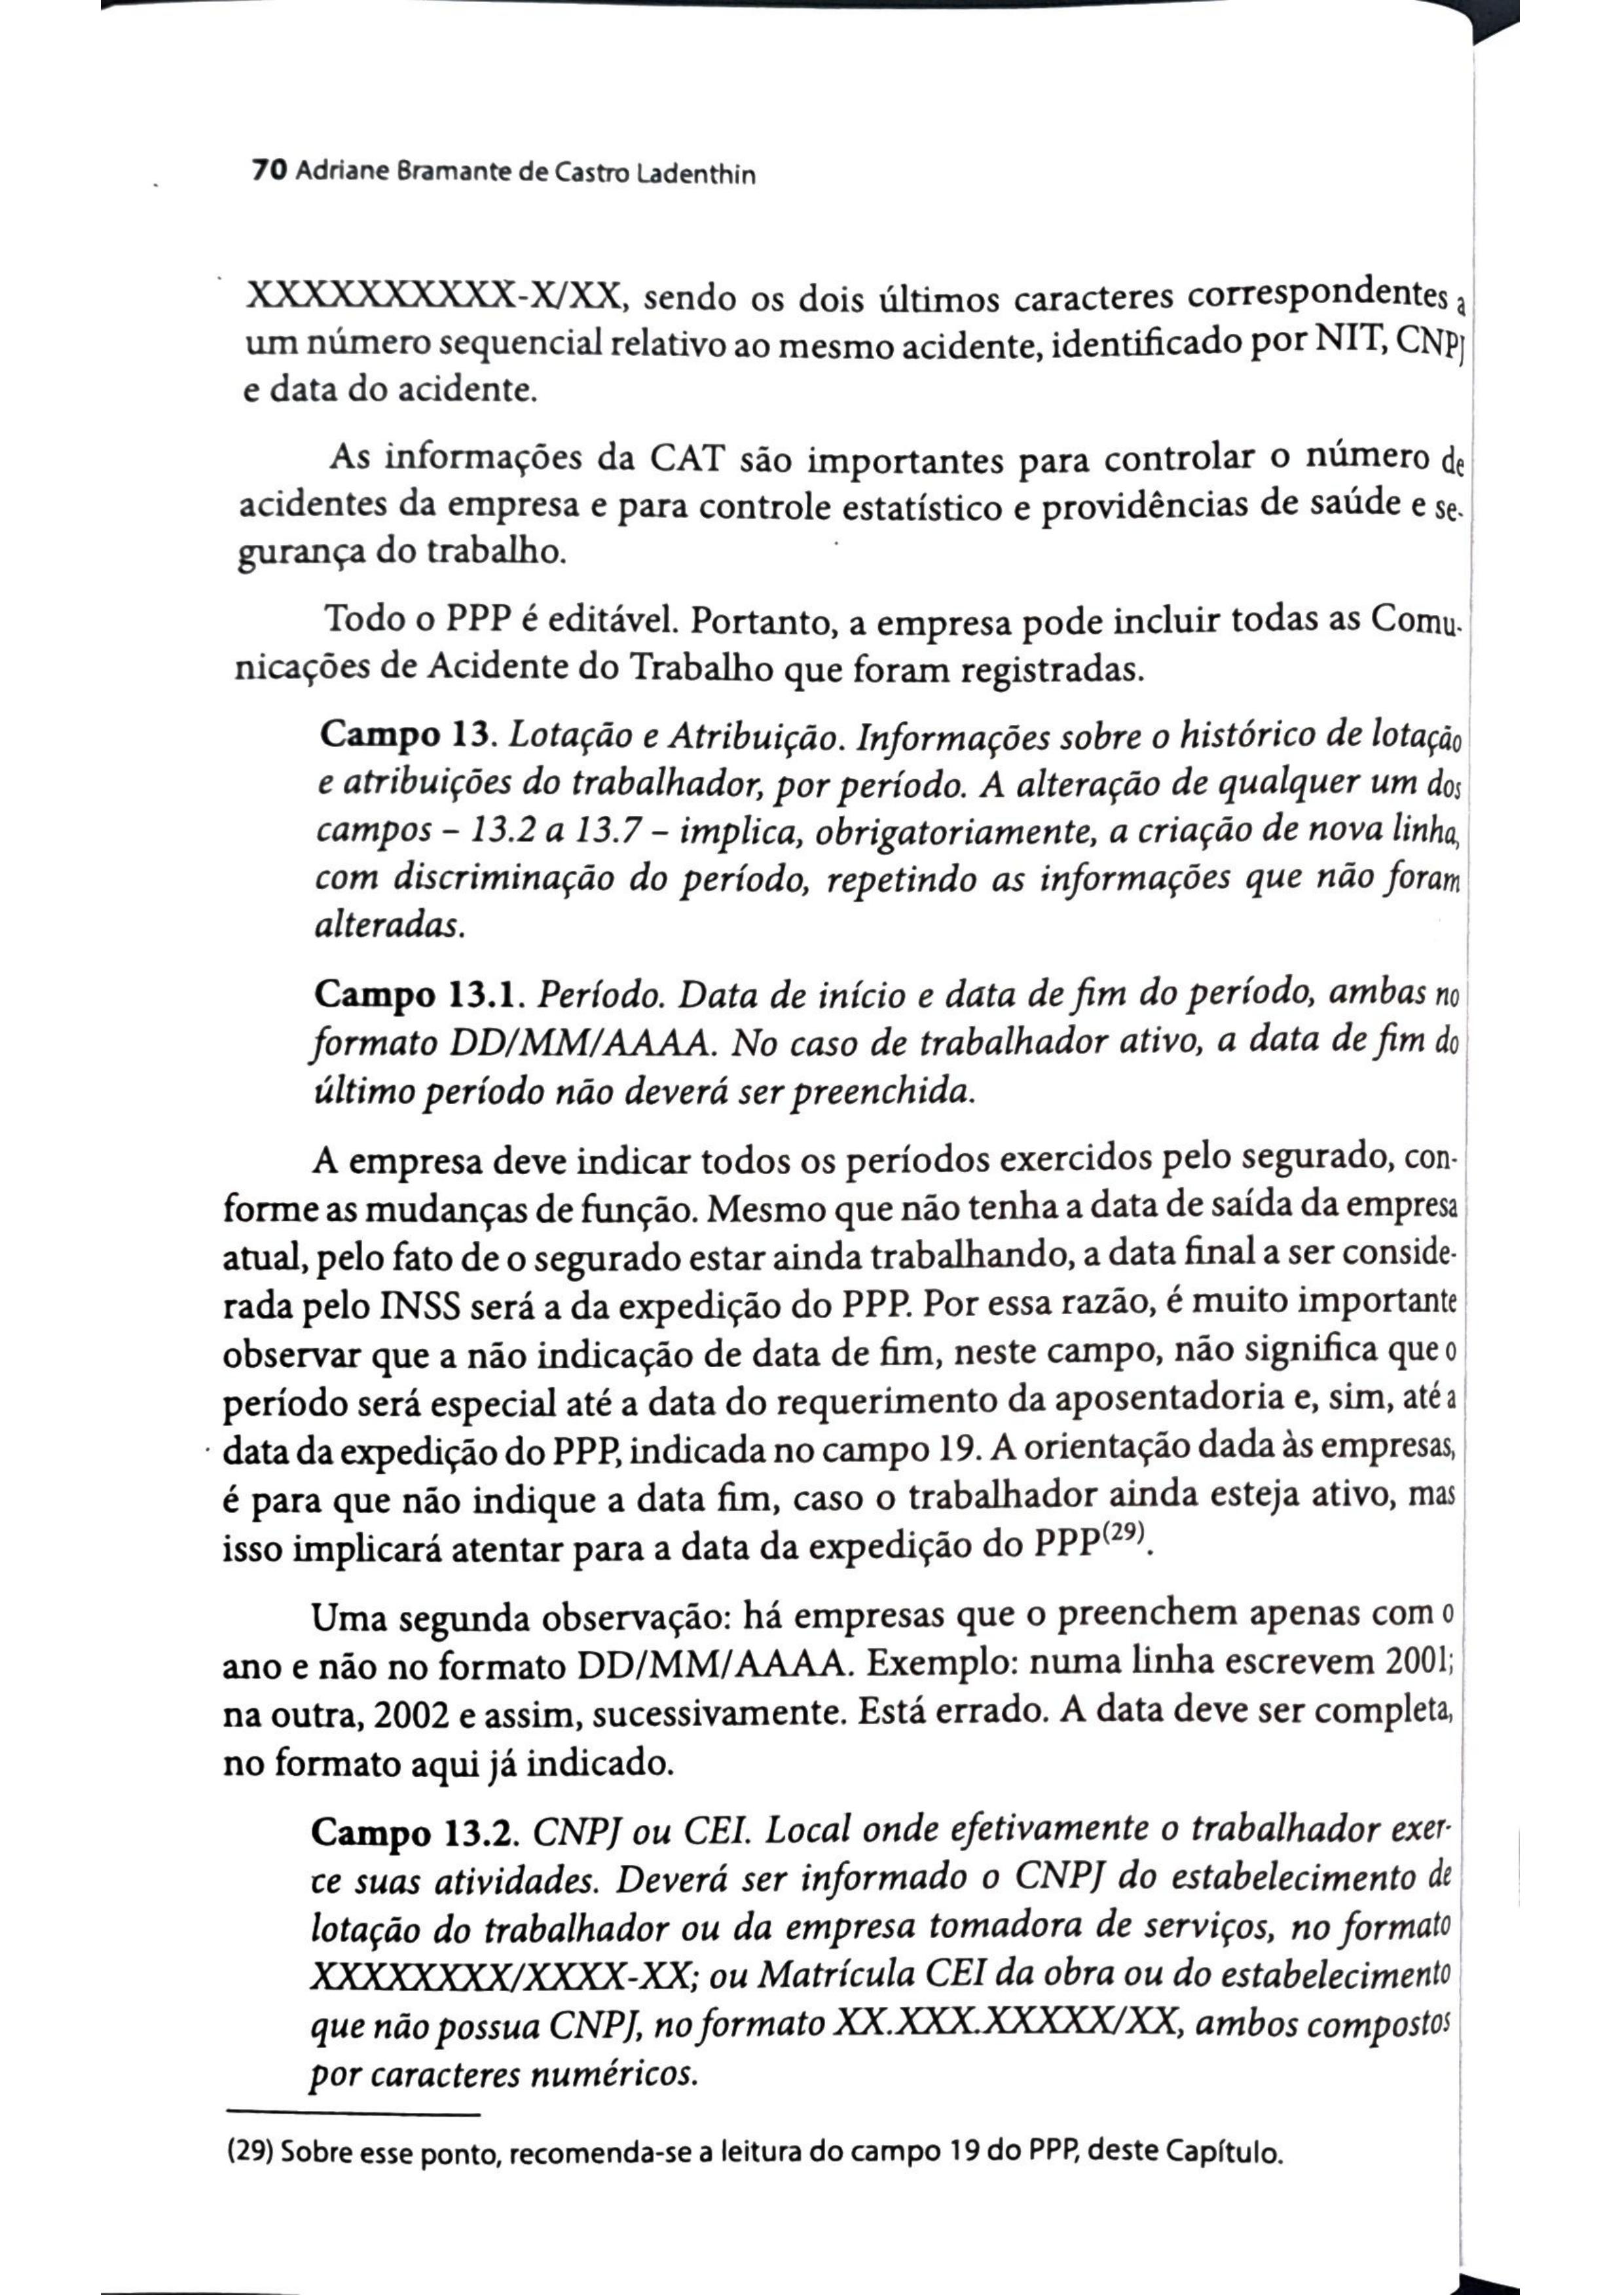 70 Adriane Bramante de Castro Ladenthin
XXXXXXXXXX-X/XX, sendo os dois últimos caracteres correspondentes a
um número sequencial relativo ao mesmo acidente, identificado por NIT, CNPJ
e data do acidente.
As informações da CAT são importantes para controlar o número de
acidentes da empresa e para controle estatístico e providências de saúde e se-
gurança do trabalho.
Todo o PPP é editável. Portanto, a empresa pode incluir todas as Comu-
nicações de Acidente do Trabalho que foram registradas.
Campo 13. Lotação e Atribuição. Informações sobre o histórico de lotação
e atribuições do trabalhador, por período. A alteração de qualquer um dos
campos – 13.2 a 13.7 – implica, obrigatoriamente, a criação de nova linha,
com discriminação do período, repetindo as informações que não foram
alteradas.
Campo 13.1. Período. Data de início e data de fim do período, ambas no
formato DD/MM/AAAA. No caso de trabalhador ativo, a data de fim do
último período não deverá ser preenchida.
A empresa deve indicar todos os períodos exercidos pelo segurado, con-
forme as mudanças de função. Mesmo que não tenha a data de saída da empresa
atual, pelo fato de o segurado estar ainda trabalhando, a data final a ser conside-
rada pelo INSS será a da expedição do PPP. Por essa razão, é muito importante
observar que a não indicação de data de fim, neste campo, não significa que o
período será especial até a data do requerimento da aposentadoria e, sim, até a
data da expedição do PPP, indicada no campo 19. A orientação dada às empresas,
é para que não indique a data fim, caso o trabalhador ainda esteja ativo, mas
isso implicará atentar para a data da expedição do PPP(29).
Uma segunda observação: há empresas que o preenchem apenas com o
ano e não no formato DD/MM/AAAA. Exemplo: numa linha escrevem 2001;
na outra, 2002 e assim, sucessivamente. Está errado. A data deve ser completa,
no formato aqui já indicado.
Campo 13.2. CNPJ ou CEI. Local onde efetivamente o trabalhador exer-
ce suas atividades. Deverá ser informado o CNPJ do estabelecimento de
lotação do trabalhador ou da empresa tomadora de serviços, no formato
XXXXXXXX/XXXX-XX; ou Matrícula CEI da obra ou do estabelecimento
que não possua CNPJ, no formato XX.XXX.XXXXX/XX, ambos compostos
por caracteres numéricos.
(29) Sobre esse ponto, recomenda-se a leitura do campo 19 do PPP, deste Capítulo.